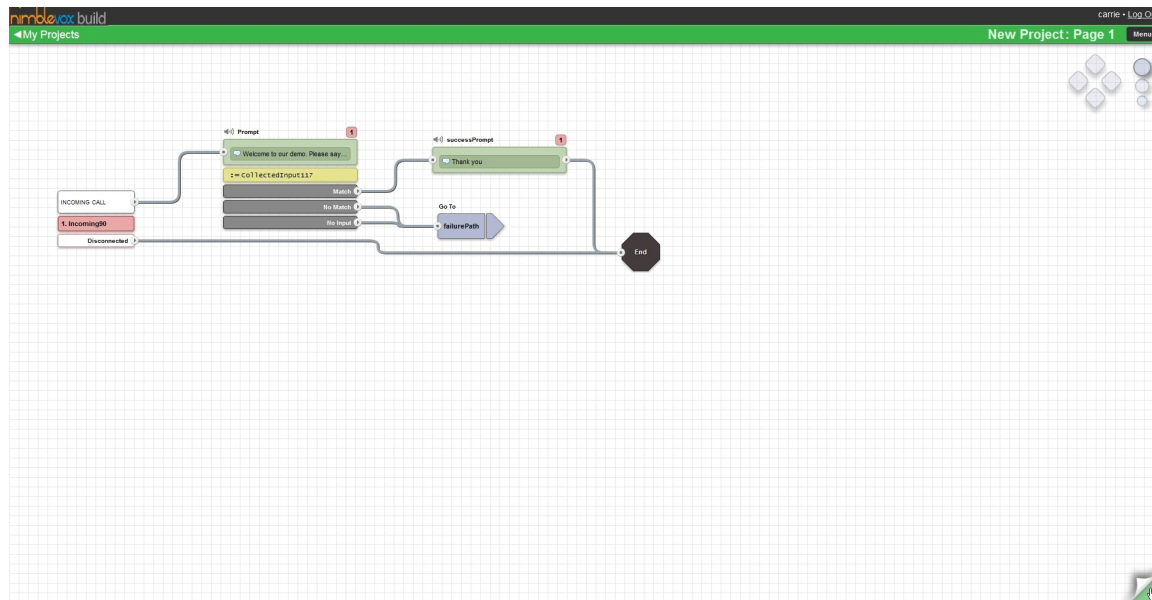 nimblevox build
carrie • Log O
◀My Projects
New Project: Page 1
Menu
Prompt
1
Welcome to our demo. Please say...
:= CollectedInput117
Match
No Match
No Input
successPrompt
1
Thank you
INCOMING CALL
1. Incoming90
Disconnected
Go To
failurePath
End